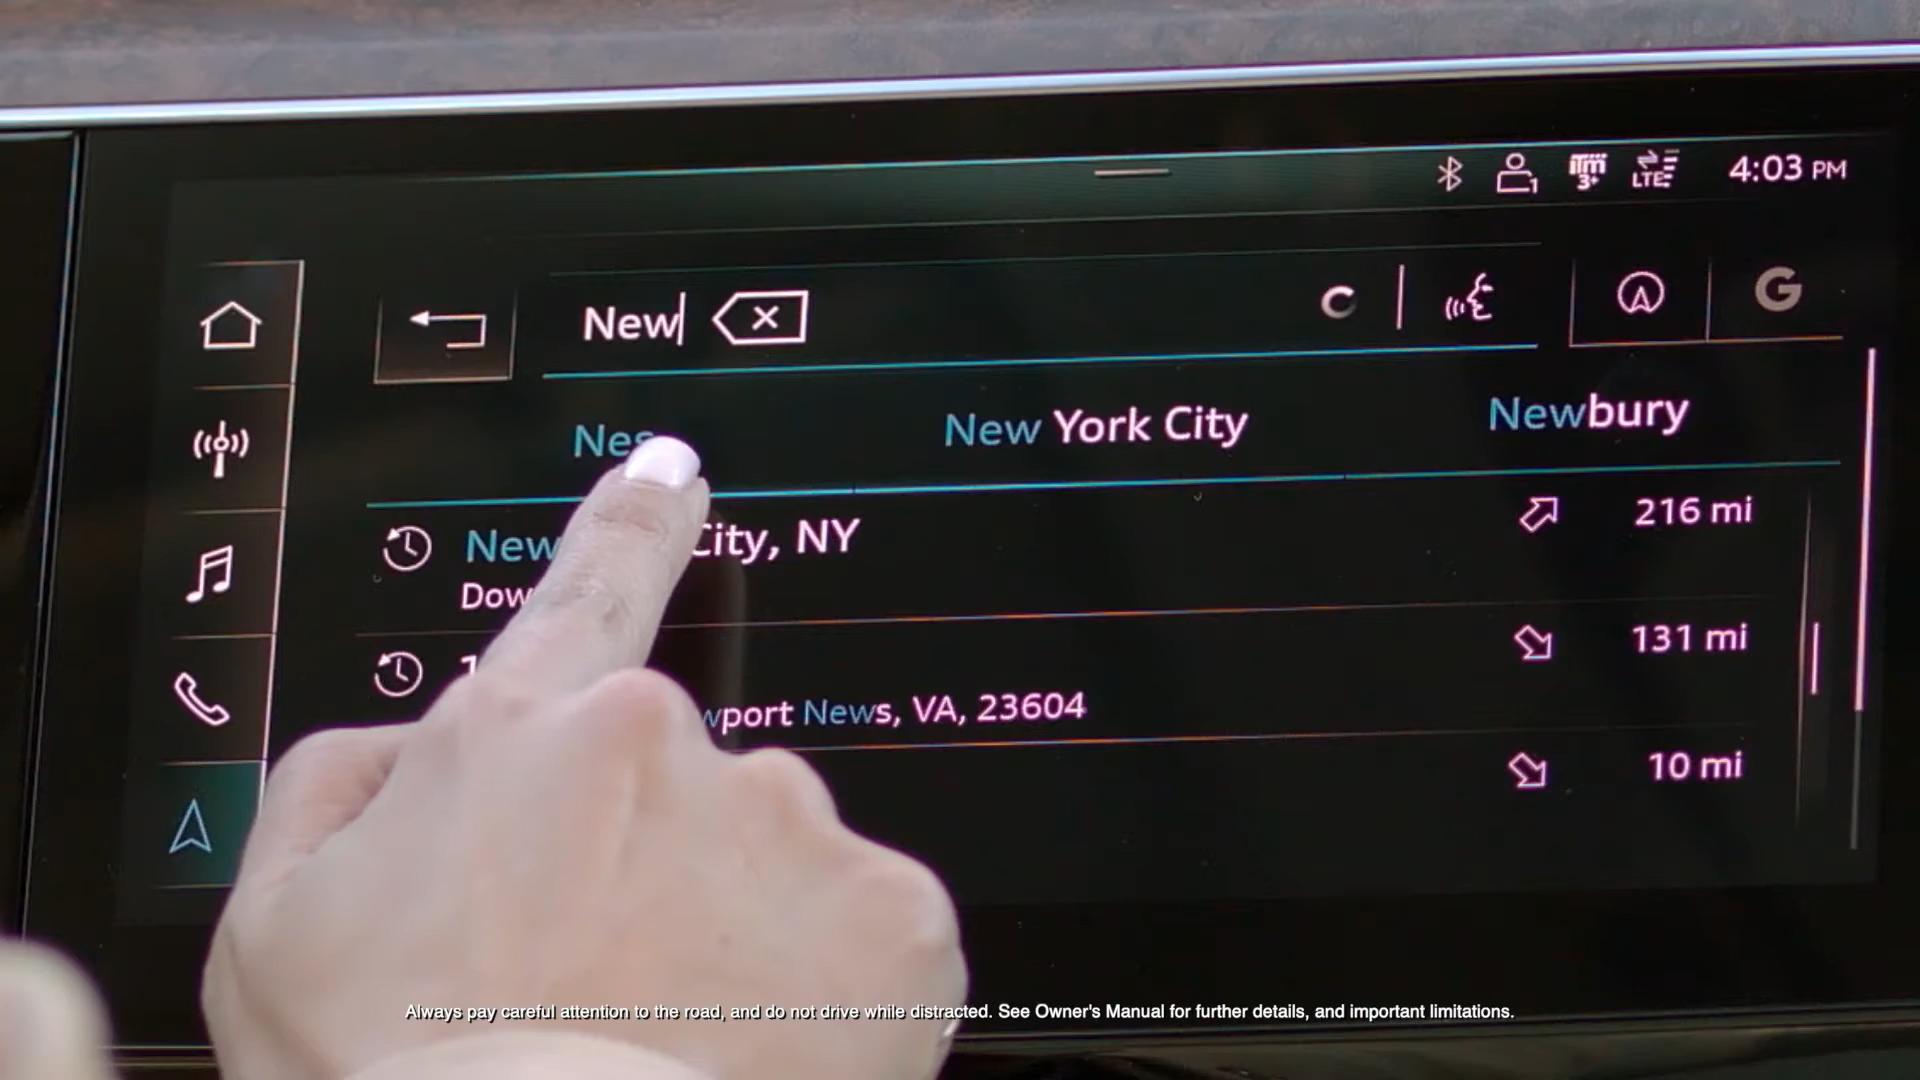 4:03 PM
LTE
3+
1
New
G
New York City
Newbury
New City, NY
216 mi
131 mi
wport News, VA, 23604
10 mi
Always pay careful attention to the road, and do not drive while distracted. See Owner's Manual for further details, and important limitations.